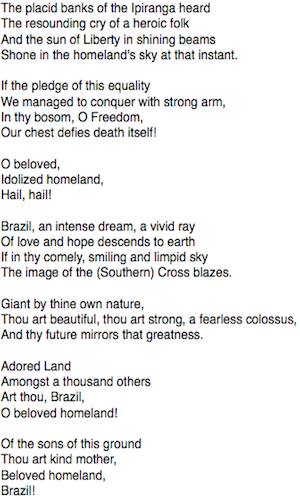 The placid banks of the Ipiranga heard
The resounding cry of a heroic folk
And the sun of Liberty in shining beams
Shone in the homeland's sky at that instant.

If the pledge of this equality
We managed to conquer with strong arm,
In thy bosom, O Freedom,
Our chest defies death itself!

O beloved,
Idolized homeland,
Hail, hail!

Brazil, an intense dream, a vivid ray
Of love and hope descends to earth
If in thy comely, smiling and limpid sky
The image of the (Southern) Cross blazes.

Giant by thine own nature,
Thou art beautiful, thou art strong, a fearless colossus,
And thy future mirrors that greatness.

Adored Land
Amongst a thousand others
Art thou, Brazil,
O beloved homeland!

Of the sons of this ground
Thou art kind mother,
Beloved homeland,
Brazil!